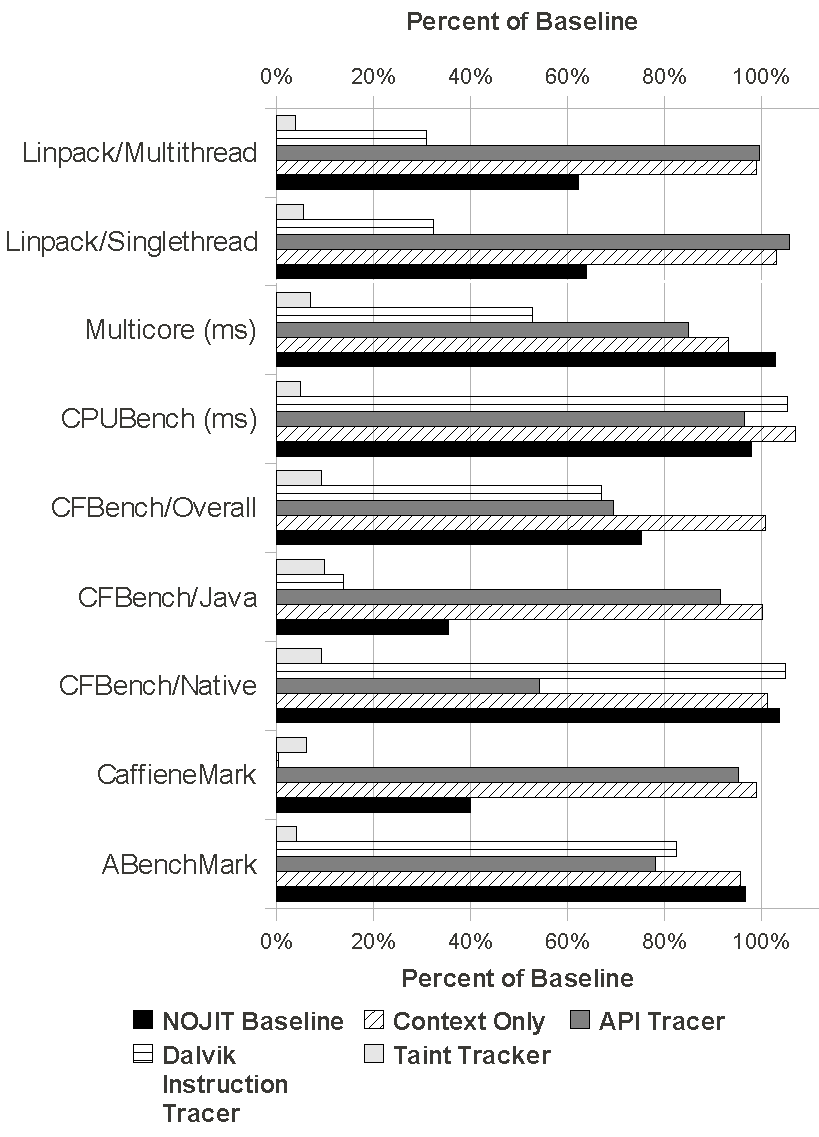 Percent of Baseline
0% 20% 40% 60% 80% 100%
Linpack/Multithread
Linpack/Singlethread
Multicore (ms)
CPUBench (ms)
CFBench/Overall
CFBench/Java
CFBench/Native
CaffieneMark
ABenchMark
0% 20% 40% 60% 80% 100%
Percent of Baseline
NOJIT Baseline Context Only API Tracer
Dalvik Taint Tracker
Instruction
Tracer